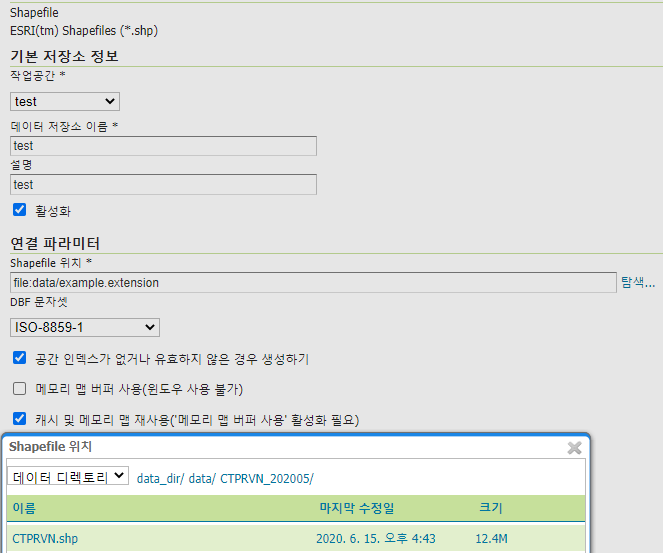 Shapefile
ESRI(tm) Shapefiles (*.shp)
기본 저장소 정보
작업공간 *
test
데이터 저장소 이름 *
test
설명
test
활성화
연결 파라미터
Shapefile 위치 *
file:data/example.extension 탐색...
DBF 문자셋
ISO-8859-1
공간 인덱스가 없거나 유효하지 않은 경우 생성하기
메모리 맵 버퍼 사용(윈도우 사용 불가)
캐시 및 메모리 맵 재사용('메모리 맵 버퍼 사용' 활성화 필요)
Shapefile 위치
데이터 디렉토리 data_dir/ data/ CTPRVN_202005/
이름 마지막 수정일 크기
CTPRVN.shp 2020. 6. 15. 오후 4:43 12.4M